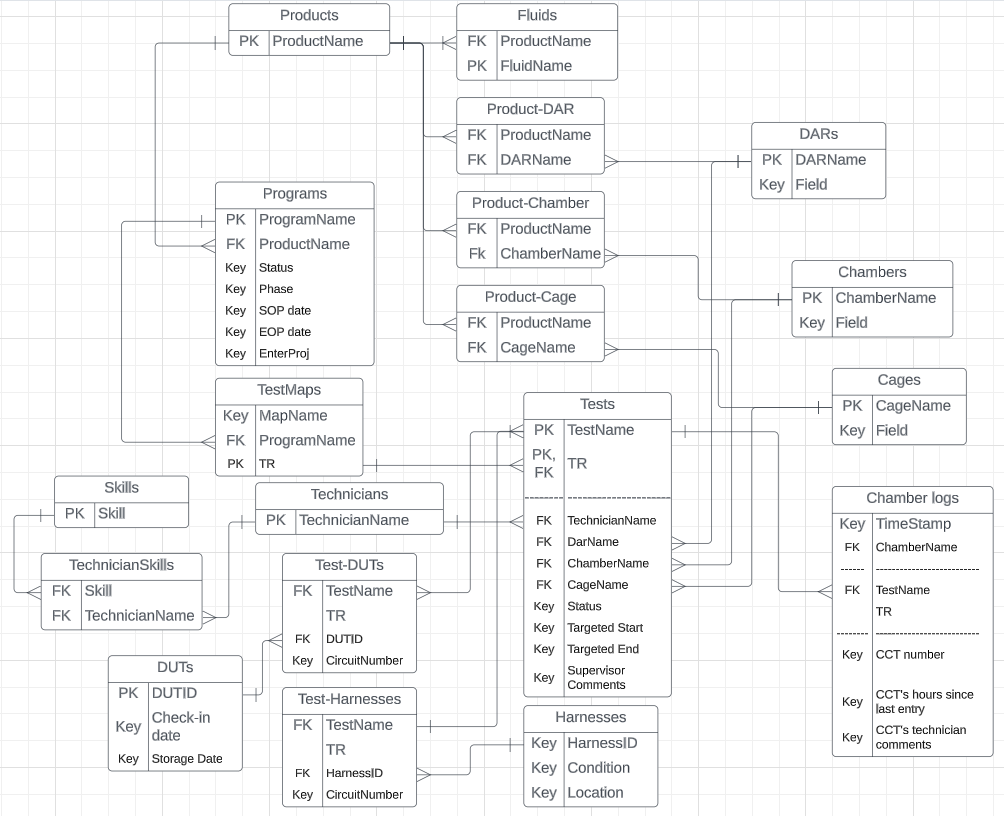 Products
PK ProductName
Fluids
FK ProductName
PK FluidName
Product-DAR
FK ProductName
FK DARName
DARs
PK DARName
Key Field
Programs
PK ProgramName
FK ProductName
Key Status
Key Phase
Key SOP date
Key EOP date
Key EnterProj
Product-Chamber
FK ProductName
Fk ChamberName
Chambers
PK ChamberName
Key Field
Product-Cage
FK ProductName
FK CageName
Cages
PK CageName
Key Field
TestMaps
Key MapName
FK ProgramName
PK TR
Tests
PK TestName
PK,
FK TR
FK TechnicianName
FK DarName
FK ChamberName
FK CageName
Key Status
Key Targeted Start
Key Targeted End
Key Supervisor
Comments
Skills
PK Skill
Technicians
PK TechnicianName
Chamber logs
Key TimeStamp
FK ChamberName
FK TestName
TR
Key CCT number
Key CCT's hours since
last entry
Key CCT's technician
comments
TechnicianSkills
FK Skill
FK TechnicianName
Test-DUTs
FK TestName
TR
FK DUTID
Key CircuitNumber
DUTs
PK DUTID
Key Check-in
date
Key Storage Date
Test-Harnesses
FK TestName
TR
FK HarnessID
Key CircuitNumber
Harnesses
Key HarnessID
Key Condition
Key Location